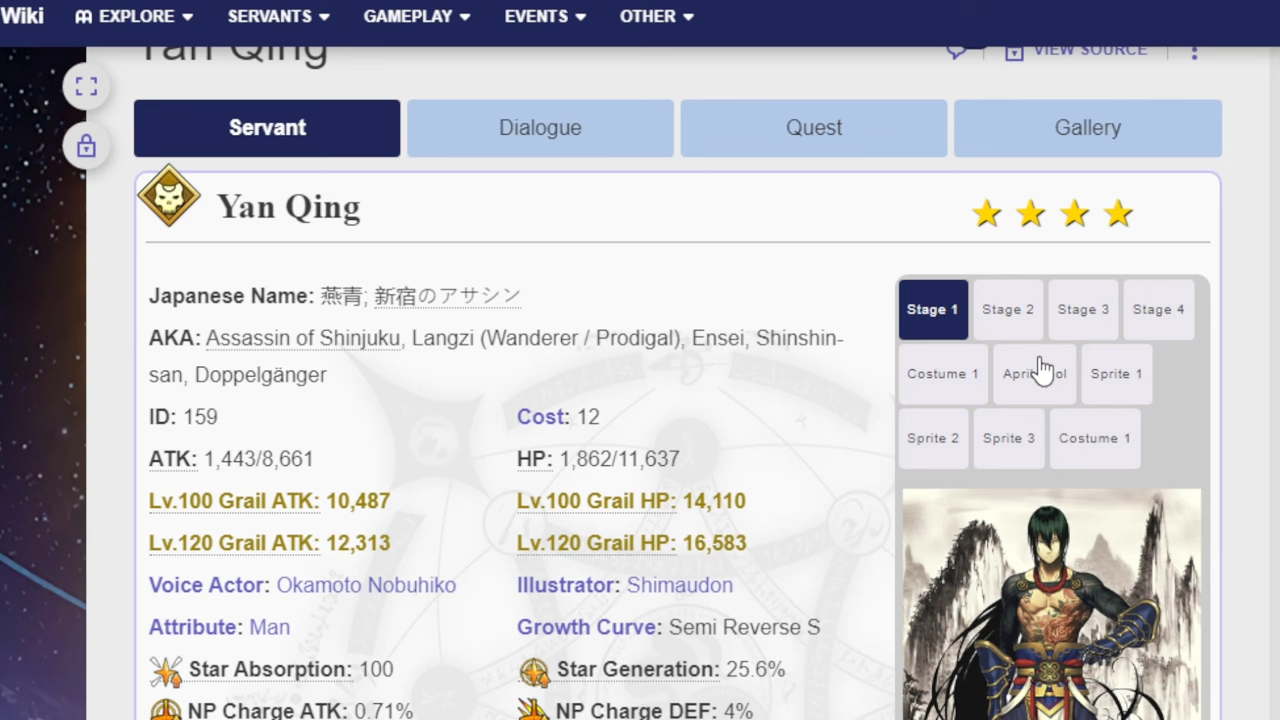 Wiki EXPLORE SERVANTS GAMEPLAY EVENTS OTHER
Yan Qing VIEW SOURCE
Servant Dialogue Quest Gallery
Yan Qing
Japanese Name: 燕青; 新宿のアサシン
AKA: Assassin of Shinjuku, Langzi (Wanderer / Prodigal), Ensei, Shinshin-
san, Doppelgänger
ID: 159 Cost: 12
ATK: 1,443/8,661 HP: 1,862/11,637
Lv.100 Grail ATK: 10,487 Lv.100 Grail HP: 14,110
Lv.120 Grail ATK: 12,313 Lv.120 Grail HP: 16,583
Voice Actor: Okamoto Nobuhiko Illustrator: Shimaudon
Attribute: Man Growth Curve: Semi Reverse S
Star Absorption: 100 Star Generation: 25.6%
NP Charge ATK: 0.71% NP Charge DEF: 4%
Stage 1 Stage 2 Stage 3 Stage 4
Costume 1 Sprite 1
Sprite 2 Sprite 3 Costume 1